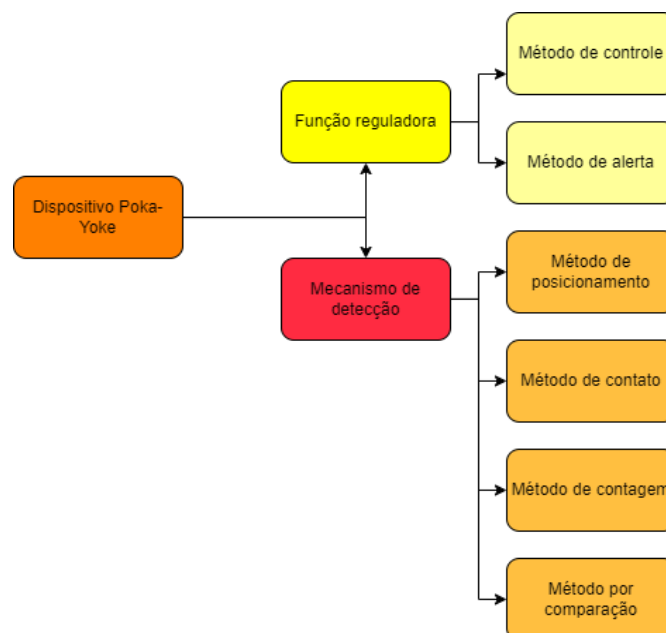 Método de controle
Função reguladora
Método de alerta
Dispositivo Poka-
Yoke
Mecanismo de
detecção
Método de
posicionamento
Método de contato
Método de contagem
Método por
comparação